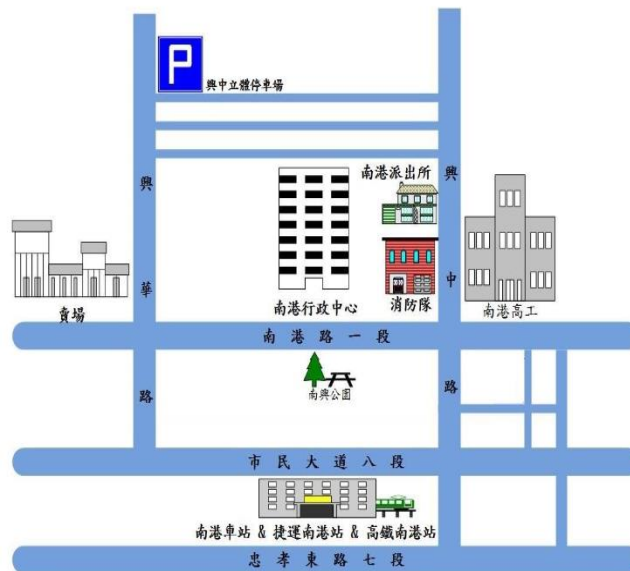 P
興中立體停車場
南港派出所
興華路
興中路
賣場
南港行政中心
消防隊
南港高工
南港路一段
南興公園
市民大道八段
南港車站 & 捷運南港站 & 高鐵南港站
忠孝東路七段